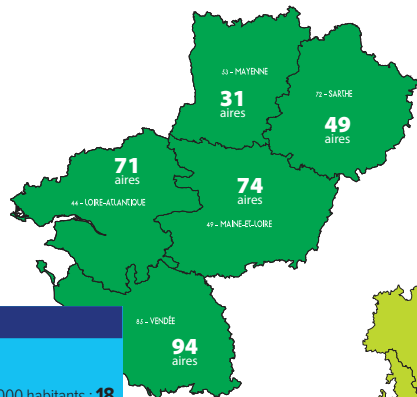 53 – MAYENNE
31
aires
72 – SARTHE
49
aires
71
aires
44 – LOIRE-ATLANTIQUE
74
aires
49 – MAINE-ET-LOIRE
85 – VENDÉE
94
aires
000 habitants : 18